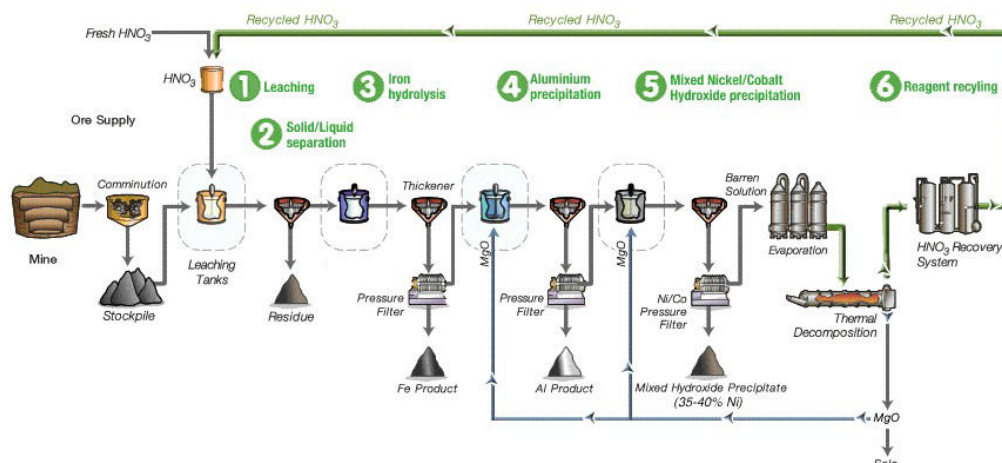 Fresh HNO3
Recycled HNO3
Recycled HNO3
Recycled HNO3
HNO3
1 Leaching
3 Iron
hydrolysis
4 Aluminium
precipitation
5 Mixed Nickel/Cobalt
Hydroxide precipitation
6 Reagent recyling
Ore Supply
2 Solid/Liquid
separation
Comminution
Thickener
Barren
Solution
MgO
MgO
Mine
Leaching
Tanks
Evaporation
HNO3 Recovery
System
Stockpile
Residue
Pressure
Filter
Pressure
Filter
Ni/Co
Pressure
Filter
Thermal
Decomposition
Fe Product
Al Product
Mixed Hydroxide Precipitate
(35-40% Ni)
MgO